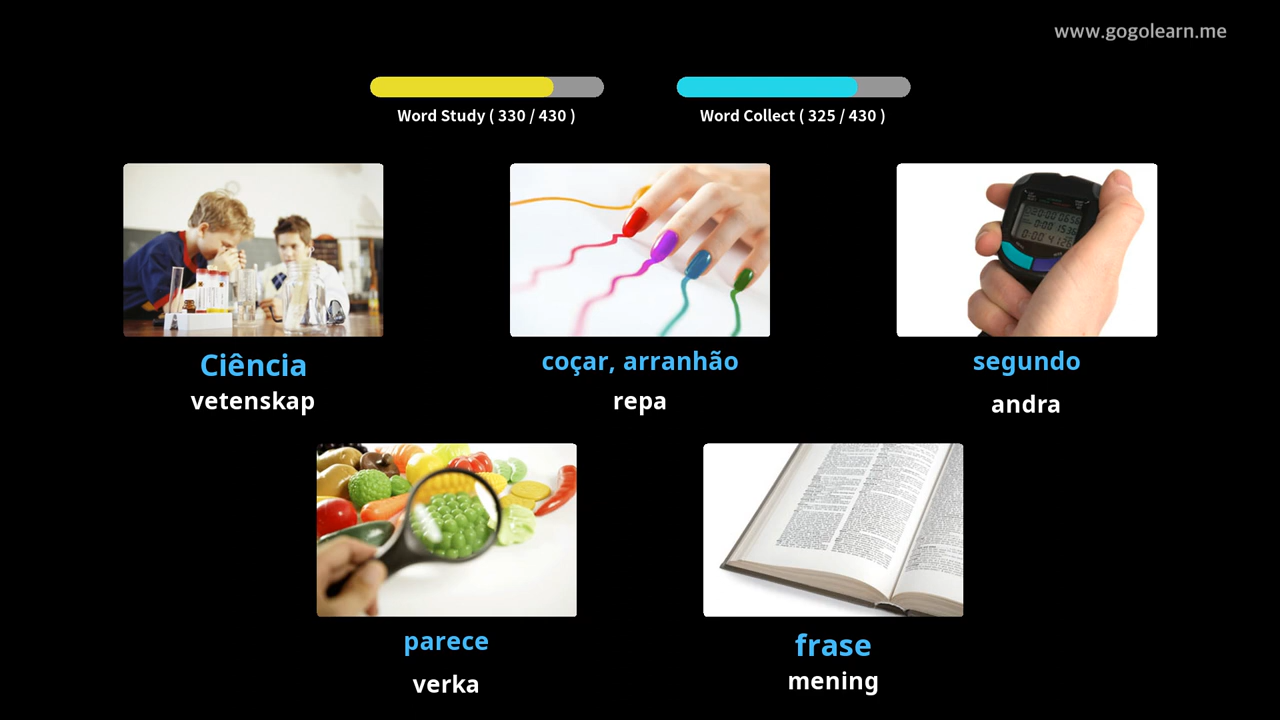 www.gogolearn.me
Word Study ( 330 / 430 )
Word Collect ( 325 / 430 )
Ciência
vetenskap
coçar, arranhão
repa
segundo
andra
parece
verka
frase
mening